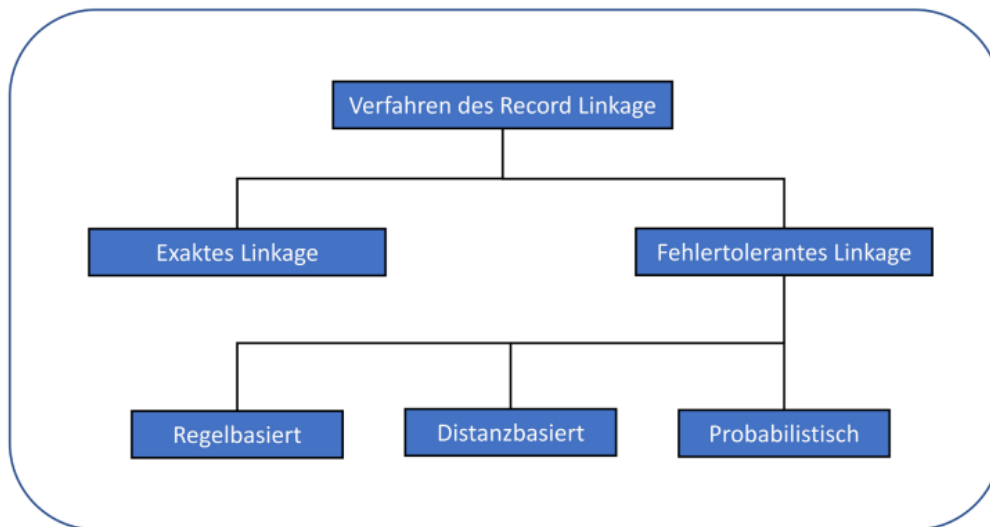 Verfahren des Record Linkage
Exaktes Linkage
Fehlertolerantes Linkage
Regelbasiert
Distanzbasiert
Probabilistisch